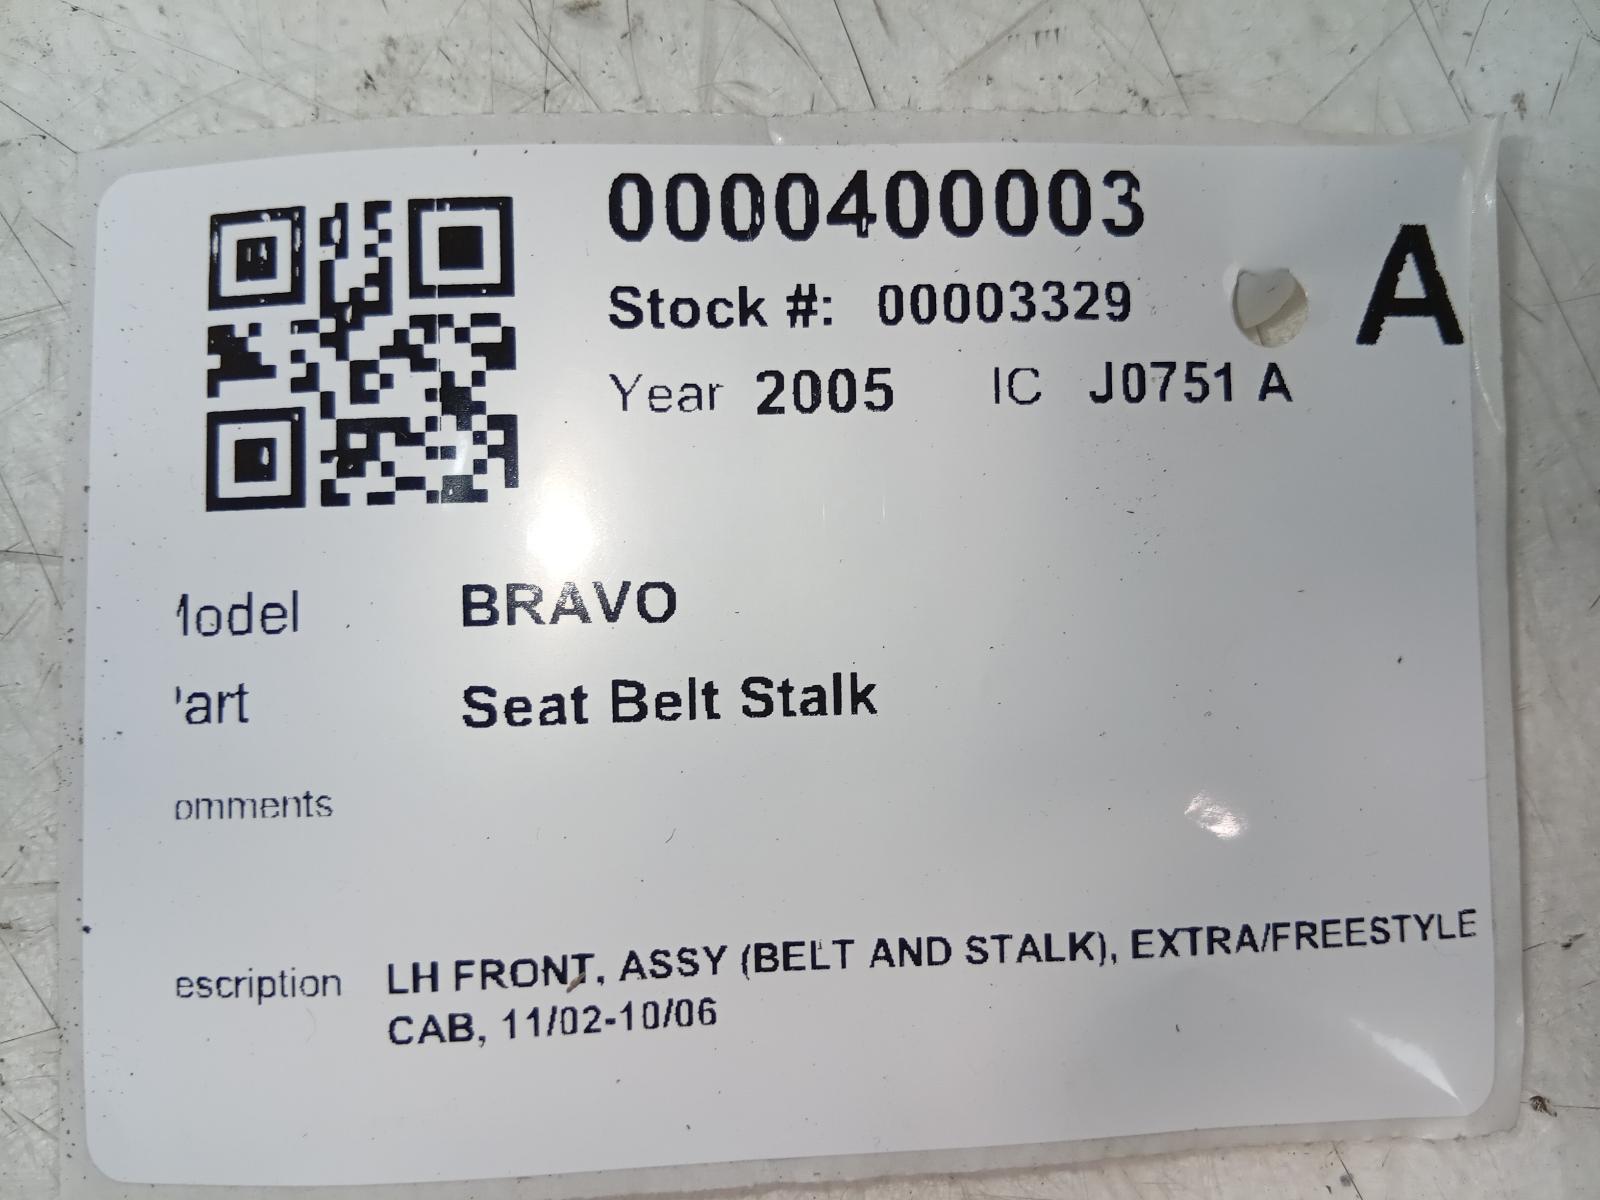 0000400003
Stock #: 00003329
A
Year 2005 IC J0751 A
Model BRAVO
'art Seat Belt Stalk
omments
escription LH FRONT, ASSY (BELT AND STALK), EXTRA/FREESTYLE
CAB, 11/02-10/06